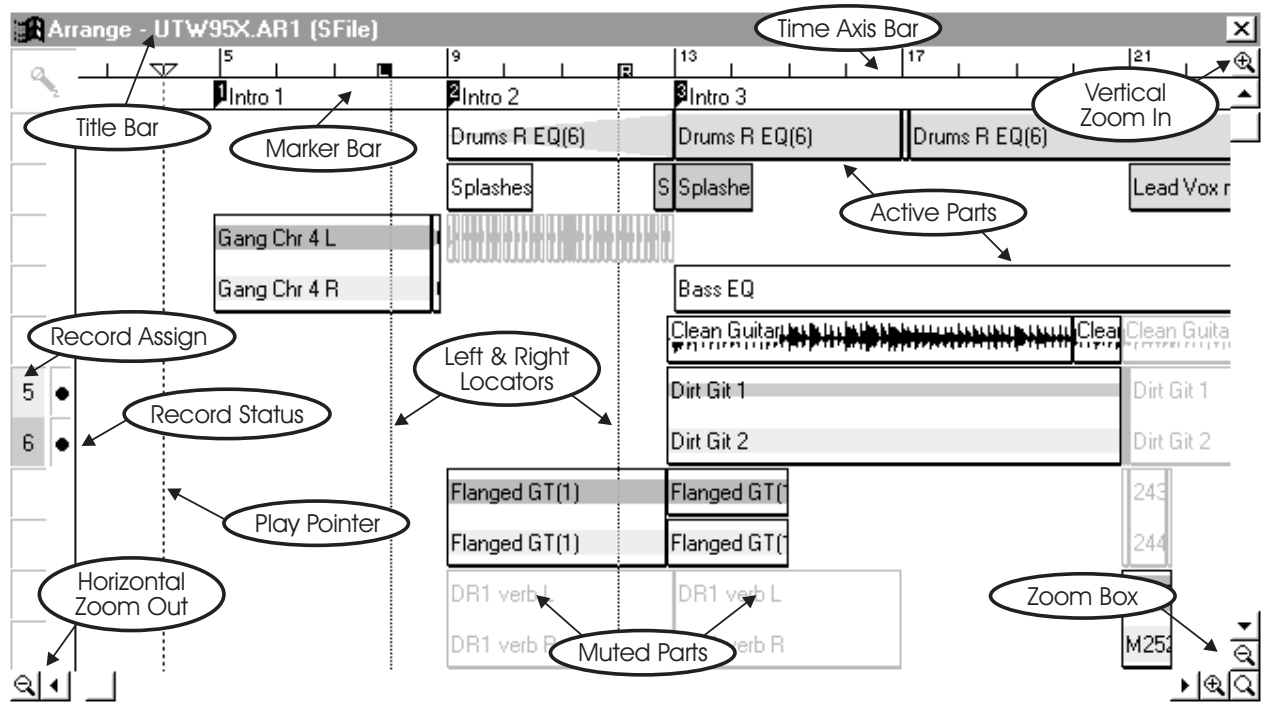 Arrange - UTW95X.AR1 (SFile)
Time Axis Bar
5
9
13
17
21
L
R
1 Intro 1
2 Intro 2
3 Intro 3
Vertical
Zoom In
Title Bar
Marker Bar
Drums R EQ(6)
Drums R EQ(6)
Drums R EQ(6)
Splashes
S
Splashe
Lead Vox r
Active Parts
Gang Chr 4 L
Gang Chr 4 R
Bass EQ
Record Assign
Clean Guitar
Clear
Clean Guita
Left & Right
Locators
5
Dirt Git 1
Dirt Git 1
Record Status
6
Dirt Git 2
Dirt Git 2
Flanged GT(1)
Flanged GT(1
243
Play Pointer
Flanged GT(1)
Flanged GT(1
244
Horizontal
Zoom Out
DR1 verb L
DR1 verb L
Zoom Box
DR1 verb R
Muted Parts
verb R
M252